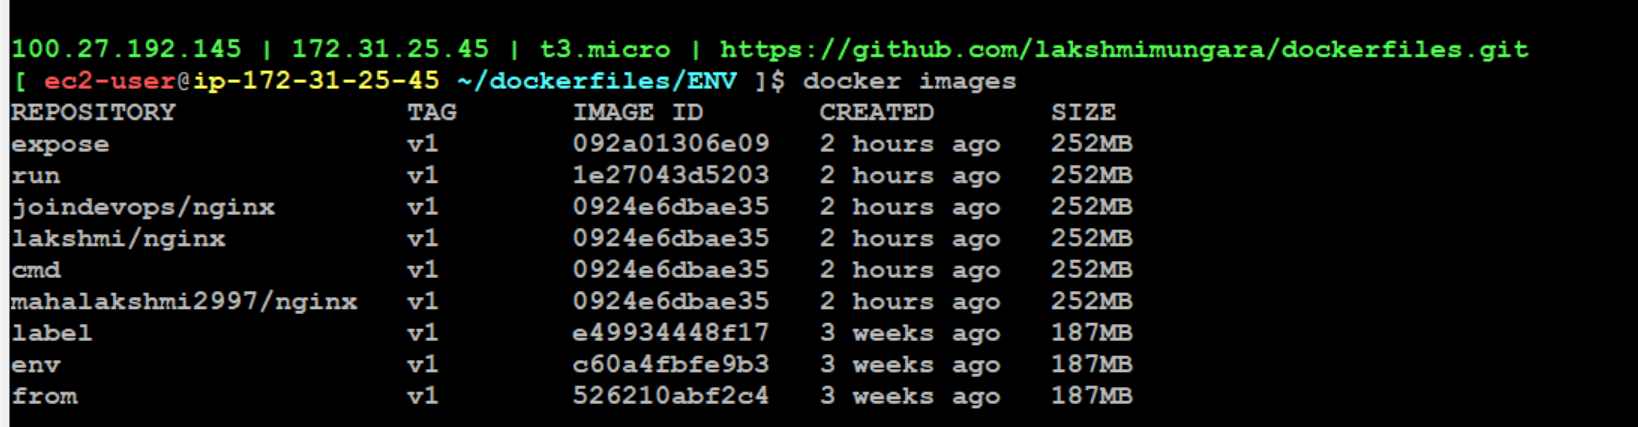 100.27.192.145 | 172.31.25.45 | t3.micro | https://github.com/lakshmimungara/dockerfiles.git
[ ec2-user@ip-172-31-25-45 ~/dockerfiles/ENV ]$ docker images
REPOSITORY TAG IMAGE ID CREATED SIZE
expose v1 092a01306e09 2 hours ago 252MB
run v1 1e27043d5203 2 hours ago 252MB
joindevops/nginx v1 0924e6dbae35 2 hours ago 252MB
lakshmi/nginx v1 0924e6dbae35 2 hours ago 252MB
cmd v1 0924e6dbae35 2 hours ago 252MB
mahalakshmi2997/nginx v1 0924e6dbae35 2 hours ago 252MB
label v1 e49934448f17 3 weeks ago 187MB
env v1 c60a4fbfe9b3 3 weeks ago 187MB
from v1 526210abf2c4 3 weeks ago 187MB